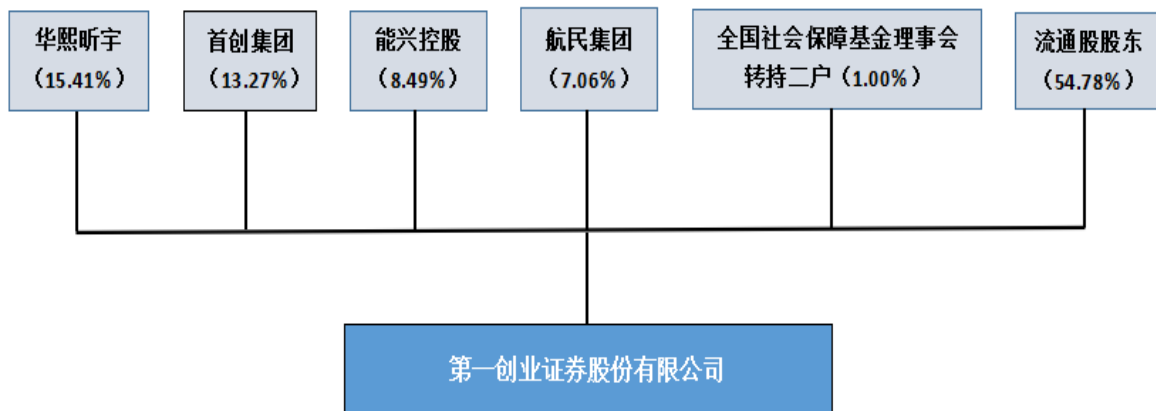 华熙昕宇
（15.41%）
首创集团
（13.27%）
能兴控股
（8.49%）
航民集团
（7.06%）
全国社会保障基金理事会
转持二户（1.00%）
流通股股东
（54.78%）
第一创业证券股份有限公司